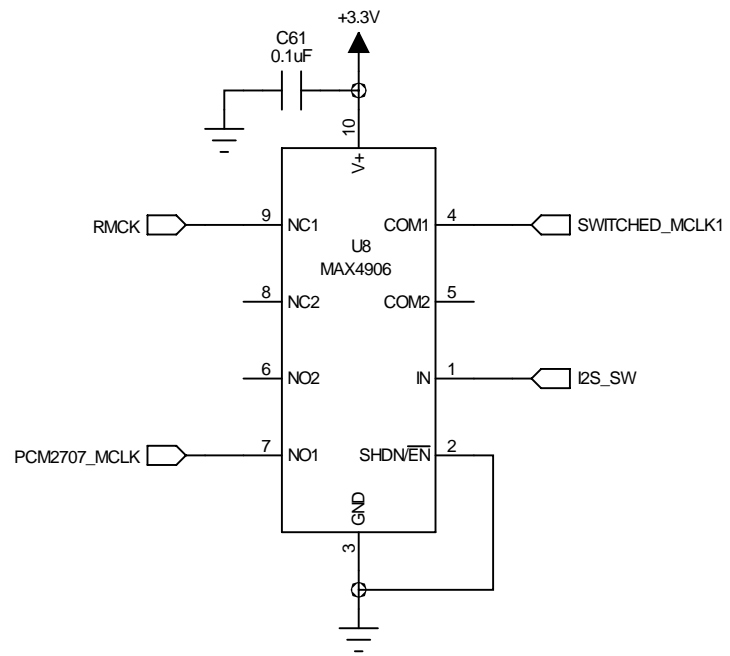 +3.3V
C61
0.1uF
10
V+
RMCK
9
NC1
COM1
4
SWITCHED_MCLK1
U8
MAX4906
8
NC2
COM2
5
6
NO2
IN
1
I2S_SW
PCM2707_MCLK
7
NO1
SHDN/EN
2
GND
3